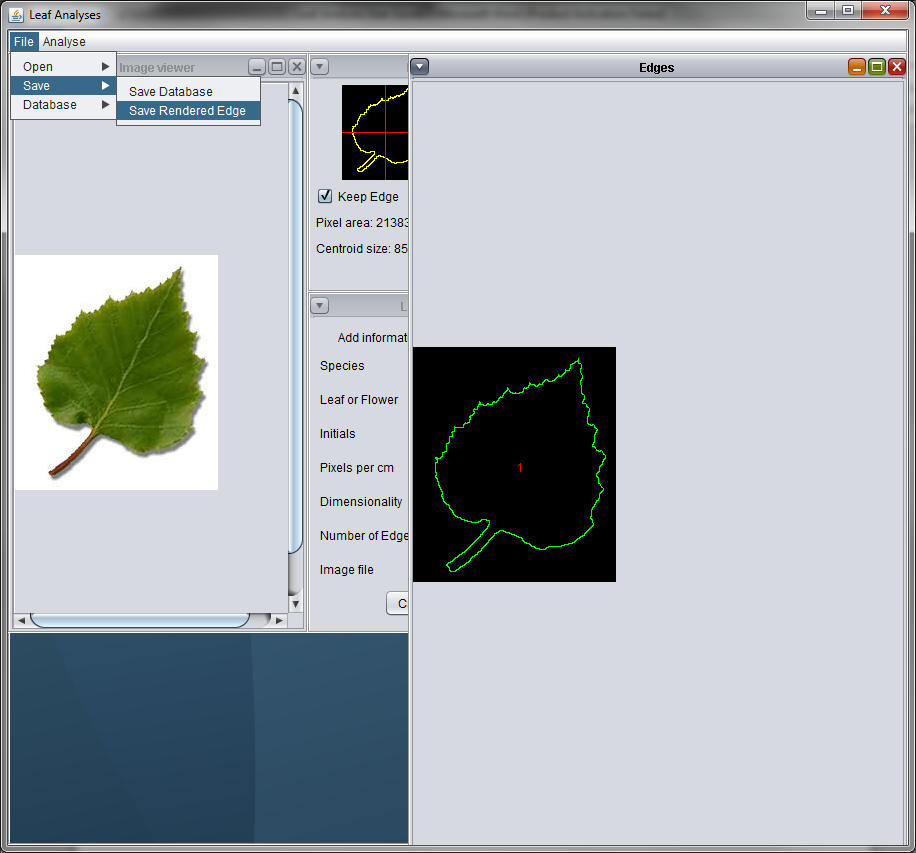 Leaf Analyses
File Analyse
Open
Save
Database
Save Database
Save Rendered Edge
Image viewer
Keep Edge
Pixel area: 21383
Centroid size: 85
L
Add informat
Species
Leaf or Flower
Initials
Pixels per cm
Dimensionality
Number of Edge
Image file
C
Edges
1